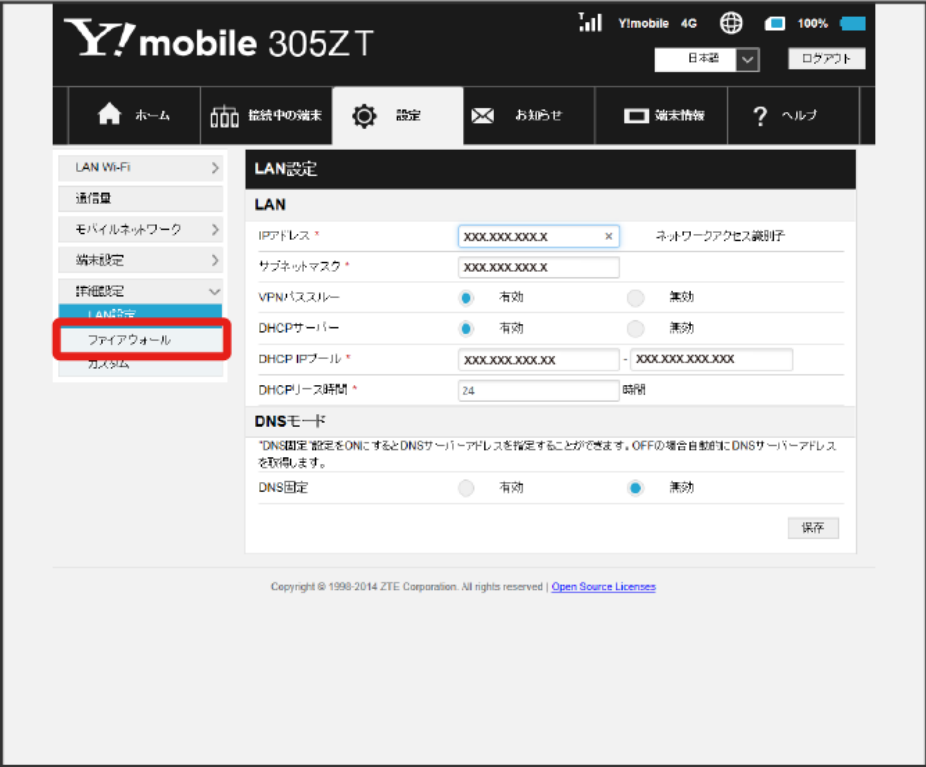 Y!mobile 305ZT
Y!mobile 4G 100%
日本語 ログアウト
ホーム 接続中の端末 設定 お知らせ 端末情報 ? ヘルプ
LAN Wi-Fi
通信量
モバイルネットワーク
端末設定
詳細設定
LAN設定
ファイアウォール
カスタム
LAN設定
LAN
IPアドレス * XXX.XXX.XXX.X × ネットワークアクセス識別子
サブネットマスク * XXX.XXX.XXX.X
VPNパススルー 有効 無効
DHCPサーバー 有効 無効
DHCP IPプール * XXX.XXX.XXX.XX - XXX.XXX.XXX.XXX
DHCPリース時間 * 24 時間
DNSモード
"DNS固定"設定をONにするとDNSサーバーアドレスを指定することができます。OFFの場合自動的にDNSサーバーアドレス
を取得します。
DNS固定 有効 無効
保存
Copyright © 1998-2014 ZTE Corporation. All rights reserved | Open Source Licenses